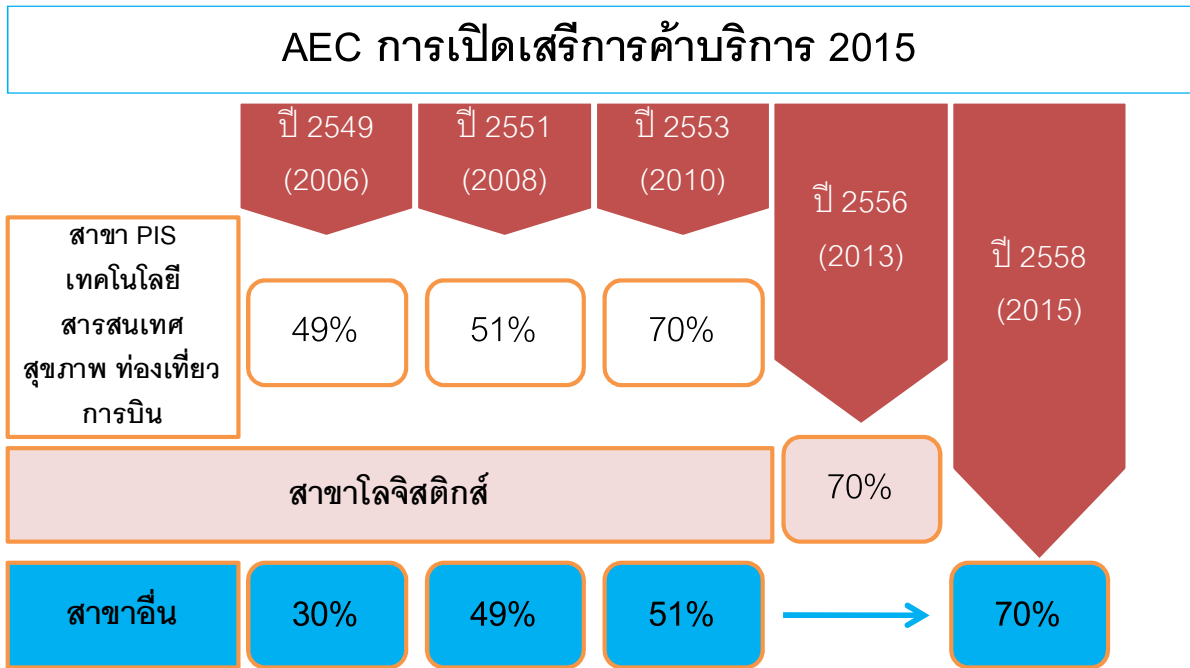 AEC การเปิดเสรีการค้าบริการ 2015
ปี 2549
(2006)
ปี 2551
(2008)
ปี 2553
(2010)
ปี 2556
(2013)
ปี 2558
(2015)
สาขา PIS
เทคโนโลยี
สารสนเทศ
สุขภาพ ท่องเที่ยว
การบิน
49%
51%
70%
สาขาโลจิสติกส์
70%
สาขาอื่น
30%
49%
51%
70%